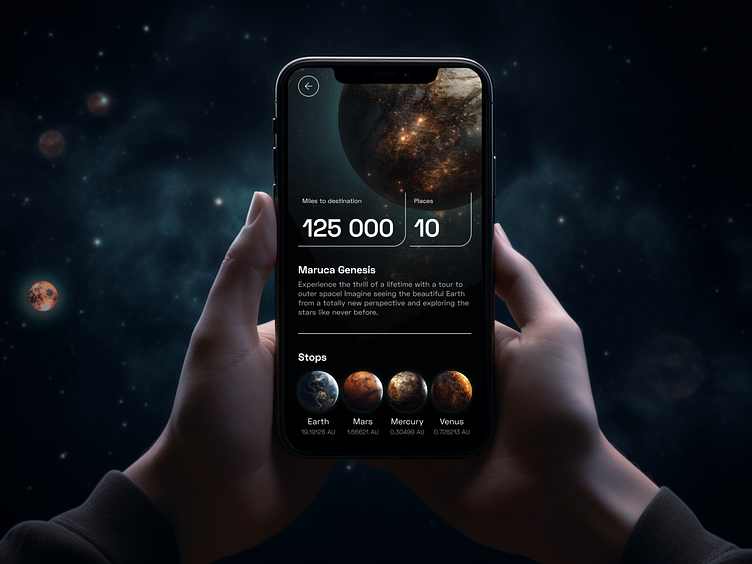 Miles to destination Places
125 000 10
Maruca Genesis
Experience the thrill of a lifetime with a tour to
outer space! Imagine seeing the beautiful Earth
from a totally new perspective and exploring the
stars like never before.
Stops
Earth Mars Mercury Venus
19.19126 AU 1.66621 AU 0.30499 AU 0.728213 AU